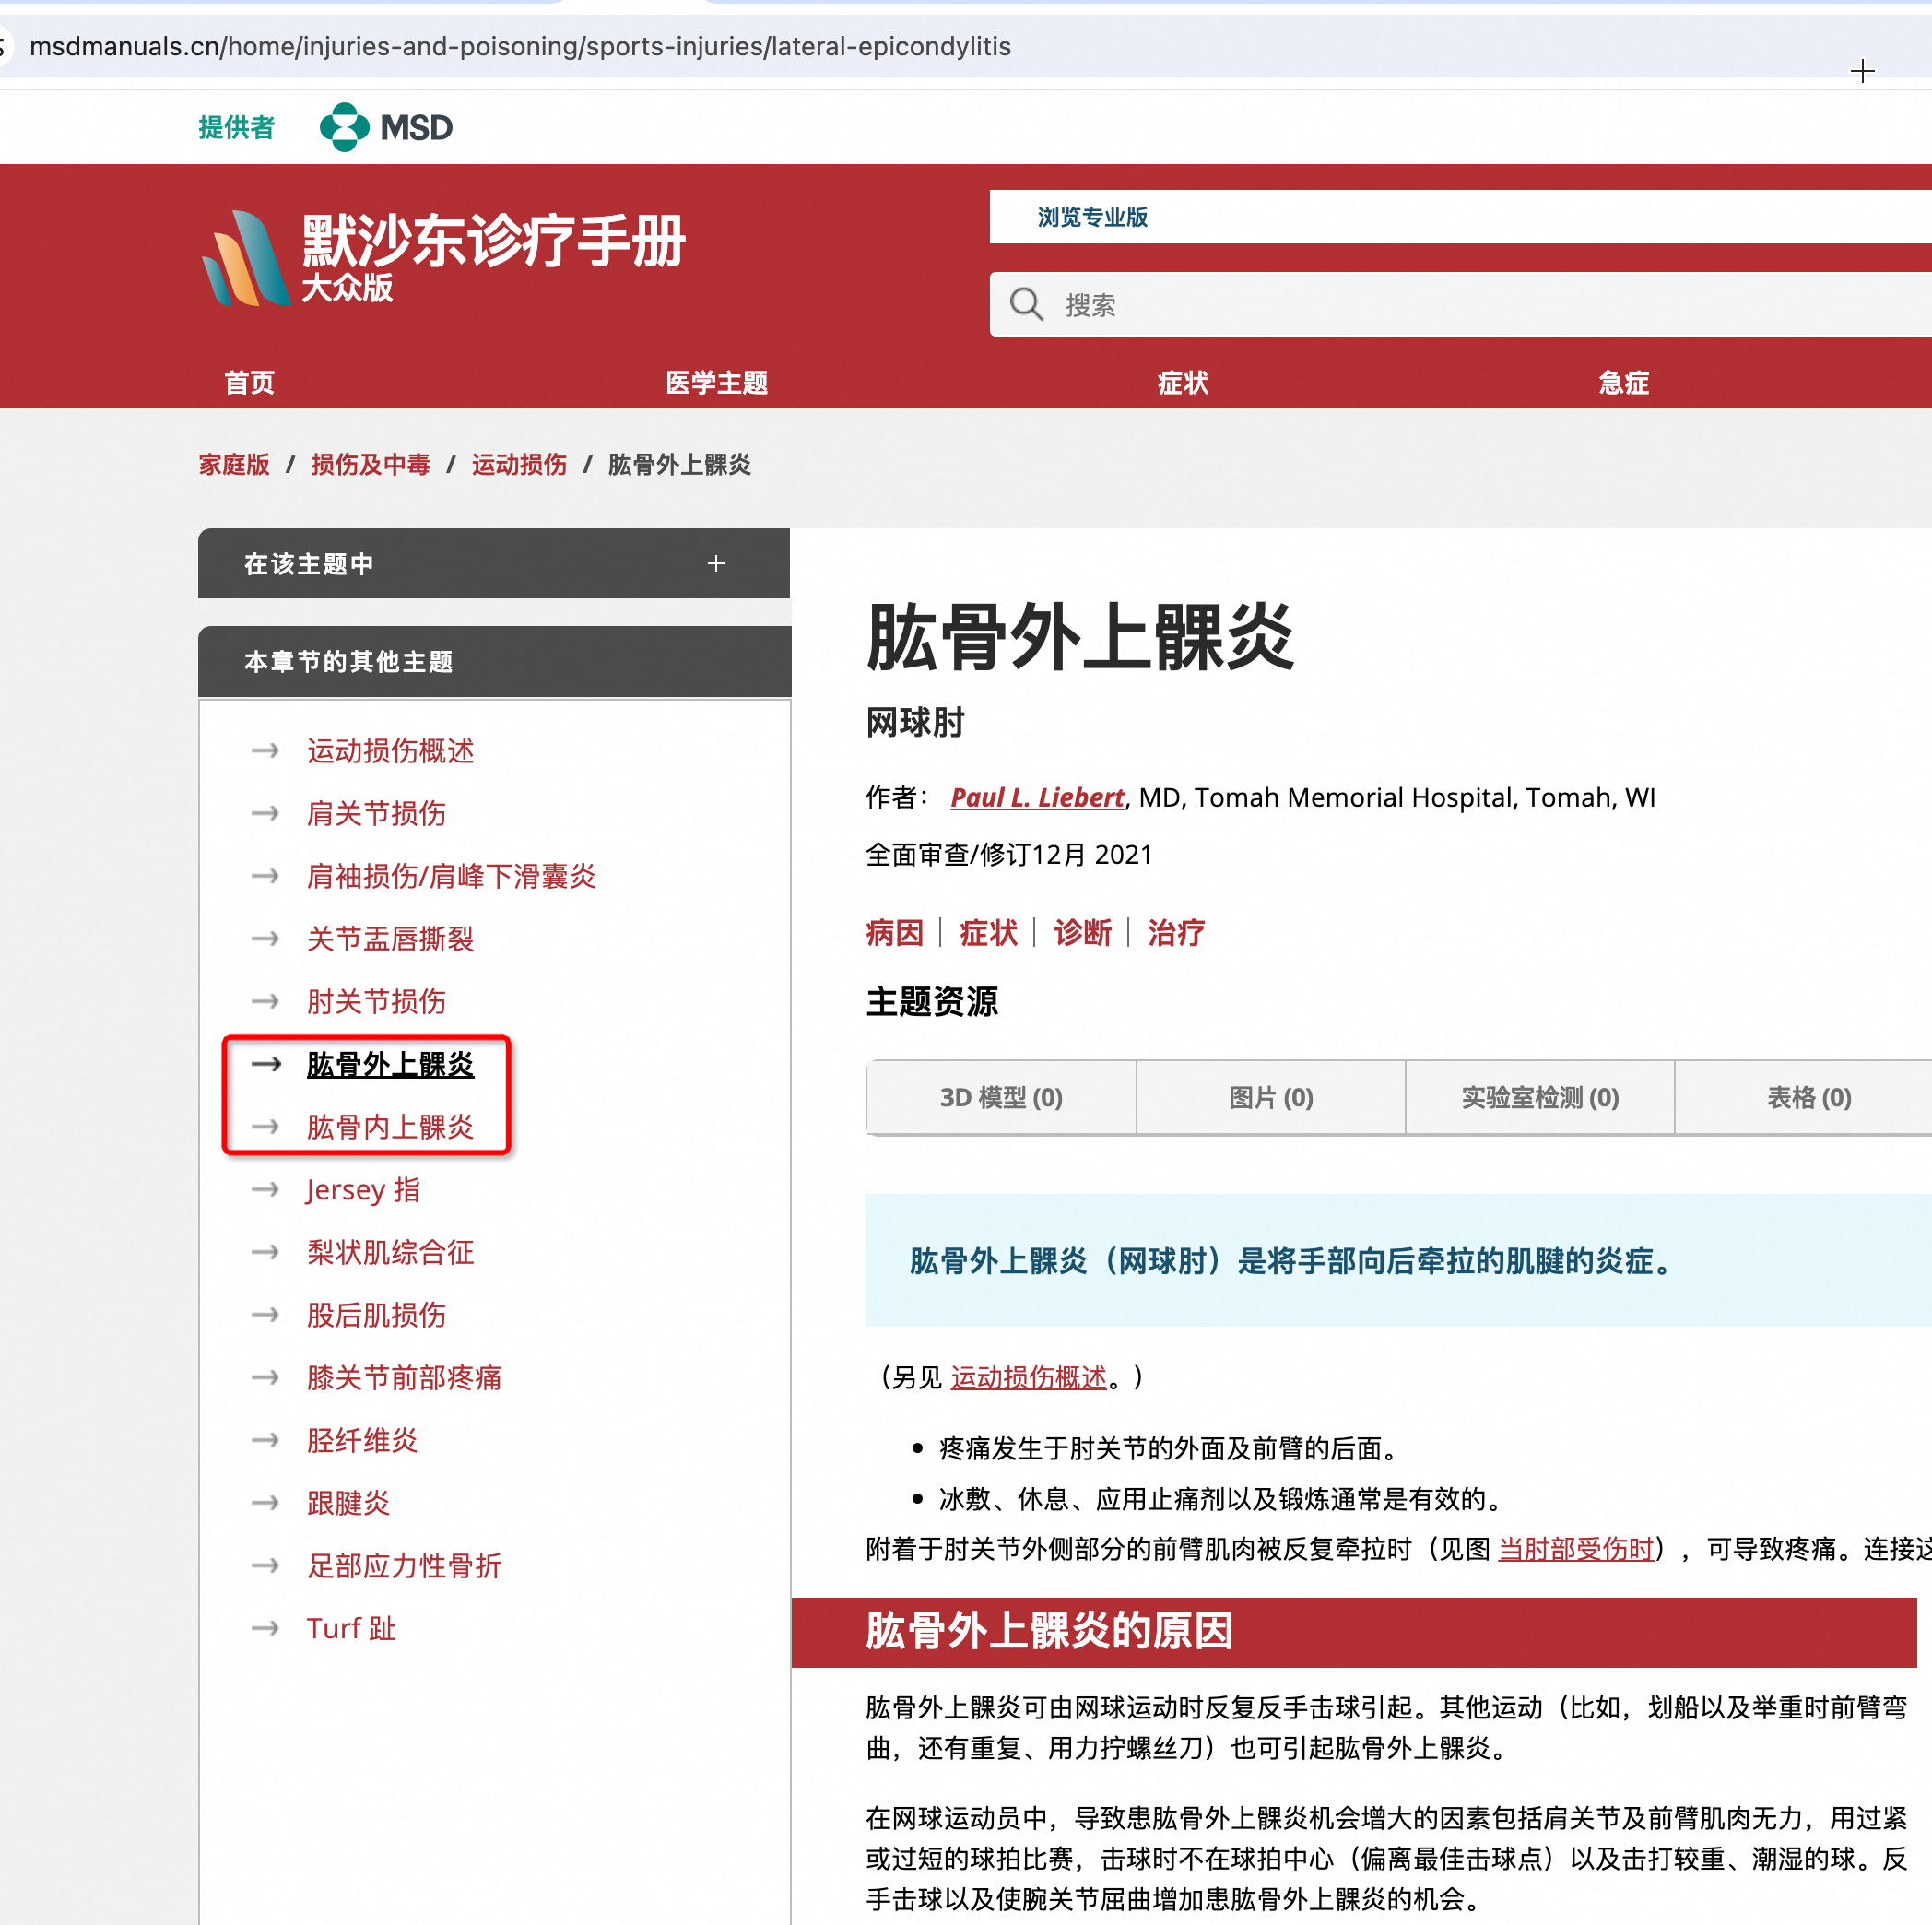 msdmanuals.cn/home/injuries-and-poisoning/sports-injuries/lateral-epicondylitis
提供者 MSD
默沙东诊疗手册
大众版
浏览专业版
搜索
首页 医学主题 症状 急症
家庭版 / 损伤及中毒 / 运动损伤 / 肱骨外上髁炎
在该主题中 +
本章节的其他主题
→ 运动损伤概述
→ 肩关节损伤
→ 肩袖损伤/肩峰下滑囊炎
→ 关节盂唇撕裂
→ 肘关节损伤
→ 肱骨外上髁炎
→ 肱骨内上髁炎
→ Jersey 指
→ 梨状肌综合征
→ 股后肌损伤
→ 膝关节前部疼痛
→ 胫纤维炎
→ 跟腱炎
→ 足部应力性骨折
→ Turf 趾
肱骨外上髁炎
网球肘
作者： Paul L. Liebert, MD, Tomah Memorial Hospital, Tomah, WI
全面审查/修订12月 2021
病因 | 症状 | 诊断 | 治疗
主题资源
3D 模型 (0) 图片 (0) 实验室检测 (0) 表格 (0)
肱骨外上髁炎（网球肘）是将手部向后牵拉的肌腱的炎症。
（另见 运动损伤概述。）
• 疼痛发生于肘关节的外面及前臂的后面。
• 冰敷、休息、应用止痛剂以及锻炼通常是有效的。
附着于肘关节外侧部分的前臂肌肉被反复牵拉时（见图 当肘部受伤时），可导致疼痛。连接这
肱骨外上髁炎的原因
肱骨外上髁炎可由网球运动时反复反手击球引起。其他运动（比如，划船以及举重时前臂弯
曲，还有重复、用力拧螺丝刀）也可引起肱骨外上髁炎。
在网球运动员中，导致患肱骨外上髁炎机会增大的因素包括肩关节及前臂肌肉无力，用过紧
或过短的球拍比赛，击球时不在球拍中心（偏离最佳击球点）以及击打较重、潮湿的球。反
手击球以及使腕关节屈曲增加患肱骨外上髁炎的机会。